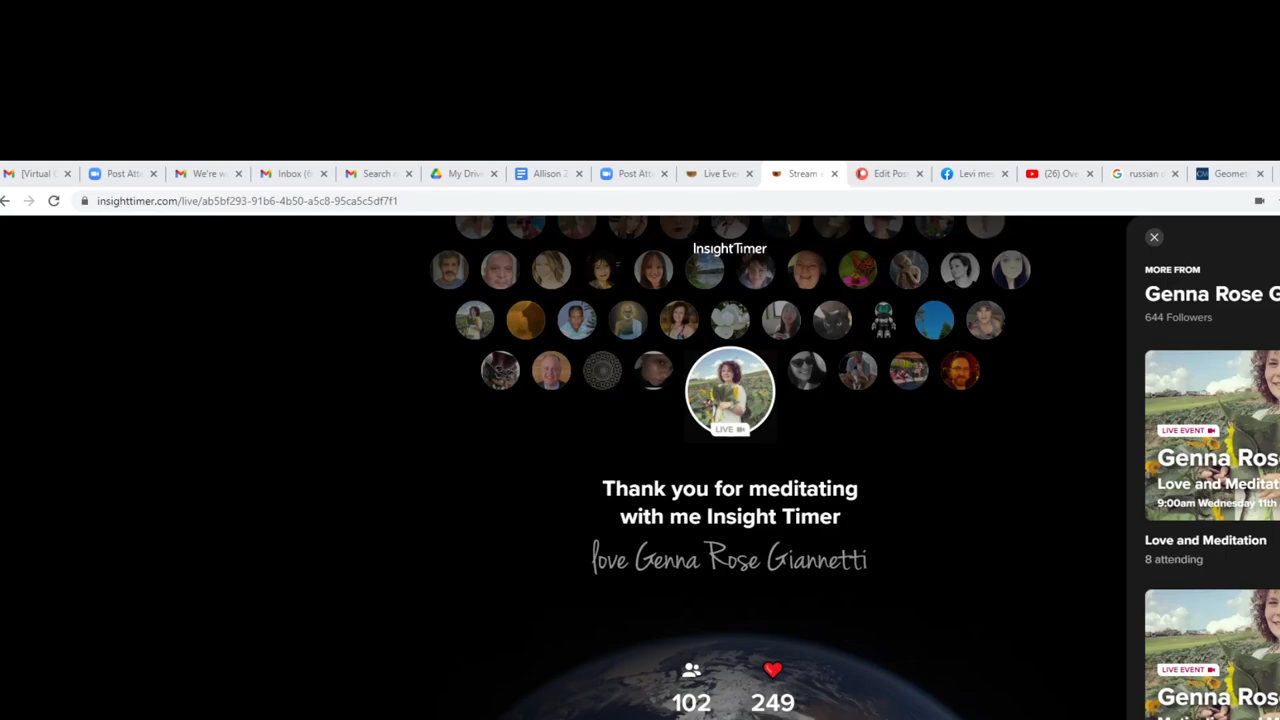 [Virtual
Post Att
We're w
Inbox (6
Search
My Driv
Allison 2
Post Att
Live Eve
Stream
Edit Pos
Levi me
(26) Ove
russian
Geomet
insighttimer.com/live/ab5bf293-91b6-4b50-a5c8-95ca5c5df7f1
InsightTimer
LIVE
Thank you for meditating
with me Insight Timer
love Genna Rose Giannetti
102 249
MORE FROM
Genna Rose G
644 Followers
LIVE EVENT
Genna Ros
Love and Meditat
9:00am Wednesday 11th
Love and Meditation
8 attending
LIVE EVENT
Genna Ros